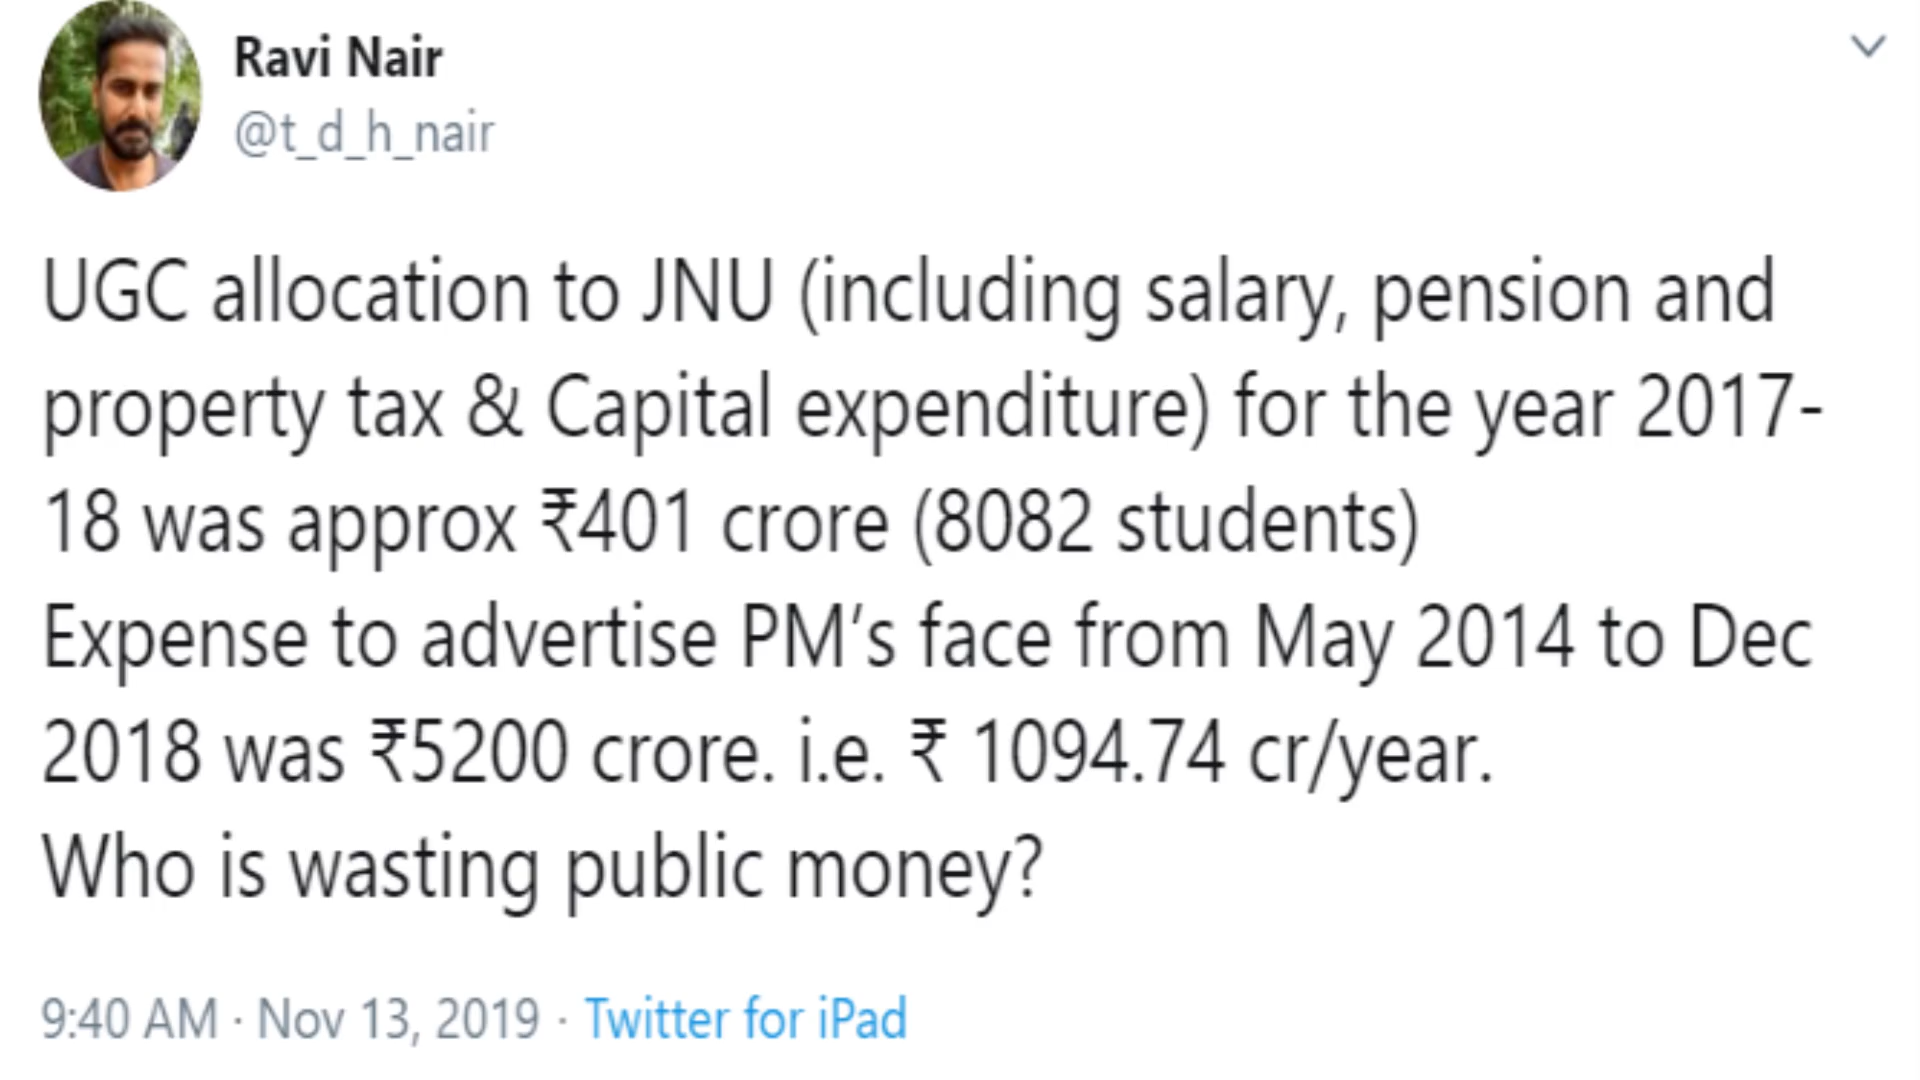 Ravi Nair
@t_d_h_nair
UGC allocation to JNU (including salary, pension and
property tax & Capital expenditure) for the year 2017-
18 was approx ₹401 crore (8082 students)
Expense to advertise PM’s face from May 2014 to Dec
2018 was ₹5200 crore. i.e. ₹ 1094.74 cr/year.
Who is wasting public money?
9:40 AM · Nov 13, 2019 · Twitter for iPad